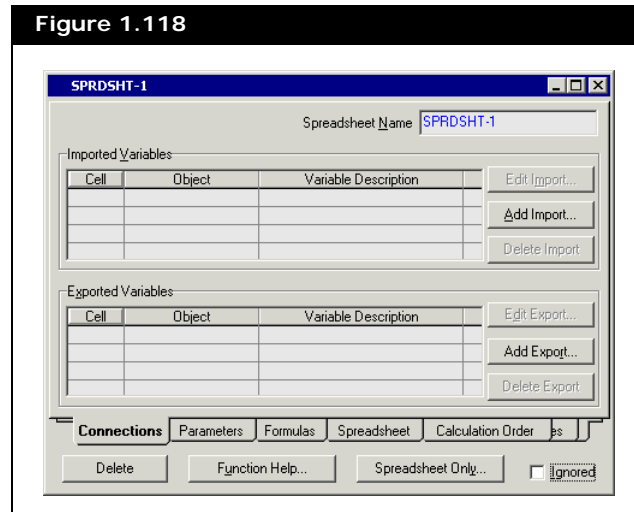 Figure 1.118
SPRDSHT-1
Spreadsheet Name SPRDSHT-1
Imported Variables
Cell Object Variable Description
Edit Import...
Add Import...
Delete Import
Exported Variables
Cell Object Variable Description
Edit Export...
Add Export...
Delete Export
Connections Parameters Formulas Spreadsheet Calculation Order es
Delete Function Help... Spreadsheet Only... Ignored